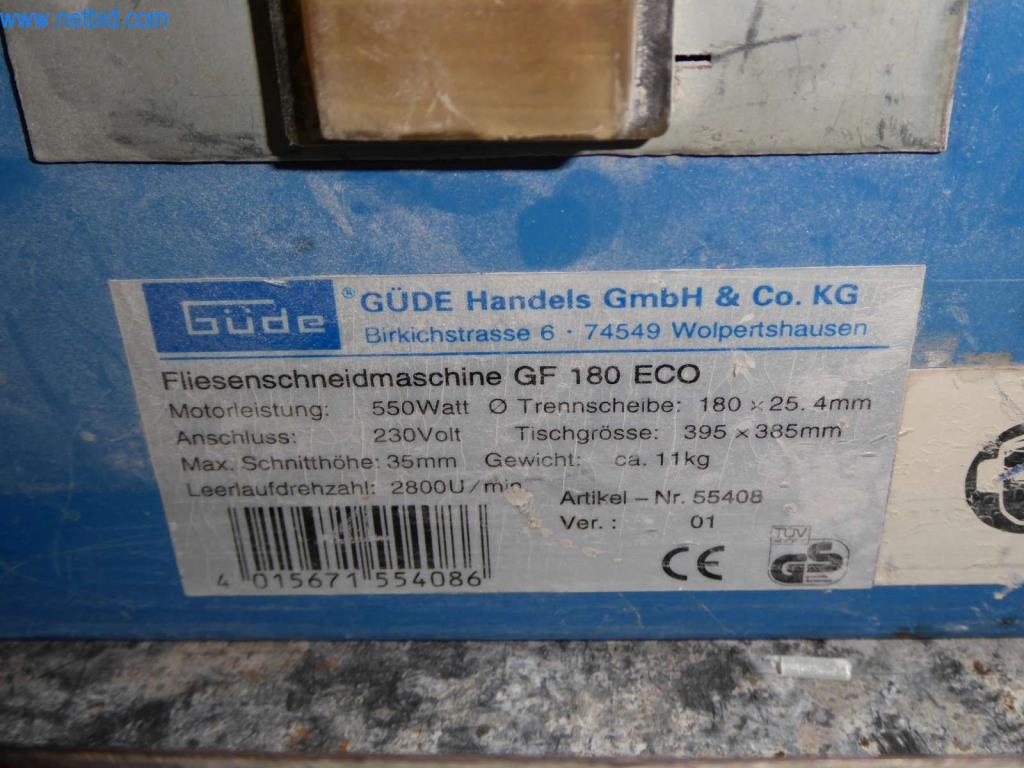 www.netbid.com
Güde ® GÜDE Handels GmbH & Co. KG
Birkichstrasse 6 · 74549 Wolpertshausen
Fliesenschneidmaschine GF 180 ECO
Motorleistung: 550Watt Ø Trennscheibe: 180 x 25.4mm
Anschluss: 230Volt Tischgrösse: 395 x 385mm
Max. Schnitthöhe: 35mm Gewicht: ca. 11kg
Leerlaufdrehzahl: 2800U/min
Artikel – Nr. 55408
Ver.: 01
CE
TÜV
GS
4 015671 554086